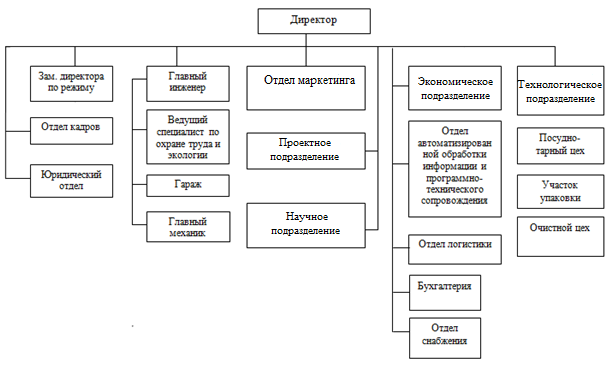 Директор
Зам. директора
по режиму
Отдел кадров
Юридический
отдел
Главный
инженер
Ведущий
специалист по
охране труда и
экологии
Гараж
Главный
механик
Отдел маркетинга
Проектное
подразделение
Научное
подразделение
Экономическое
подразделение
Отдел
автоматизирован
ной обработки
информации и
программно-
технического
сопровождения
Отдел логистики
Бухгалтерия
Отдел
снабжения
Технологическое
подразделение
Посудно-
тарный цех
Участок
упаковки
Очистной цех